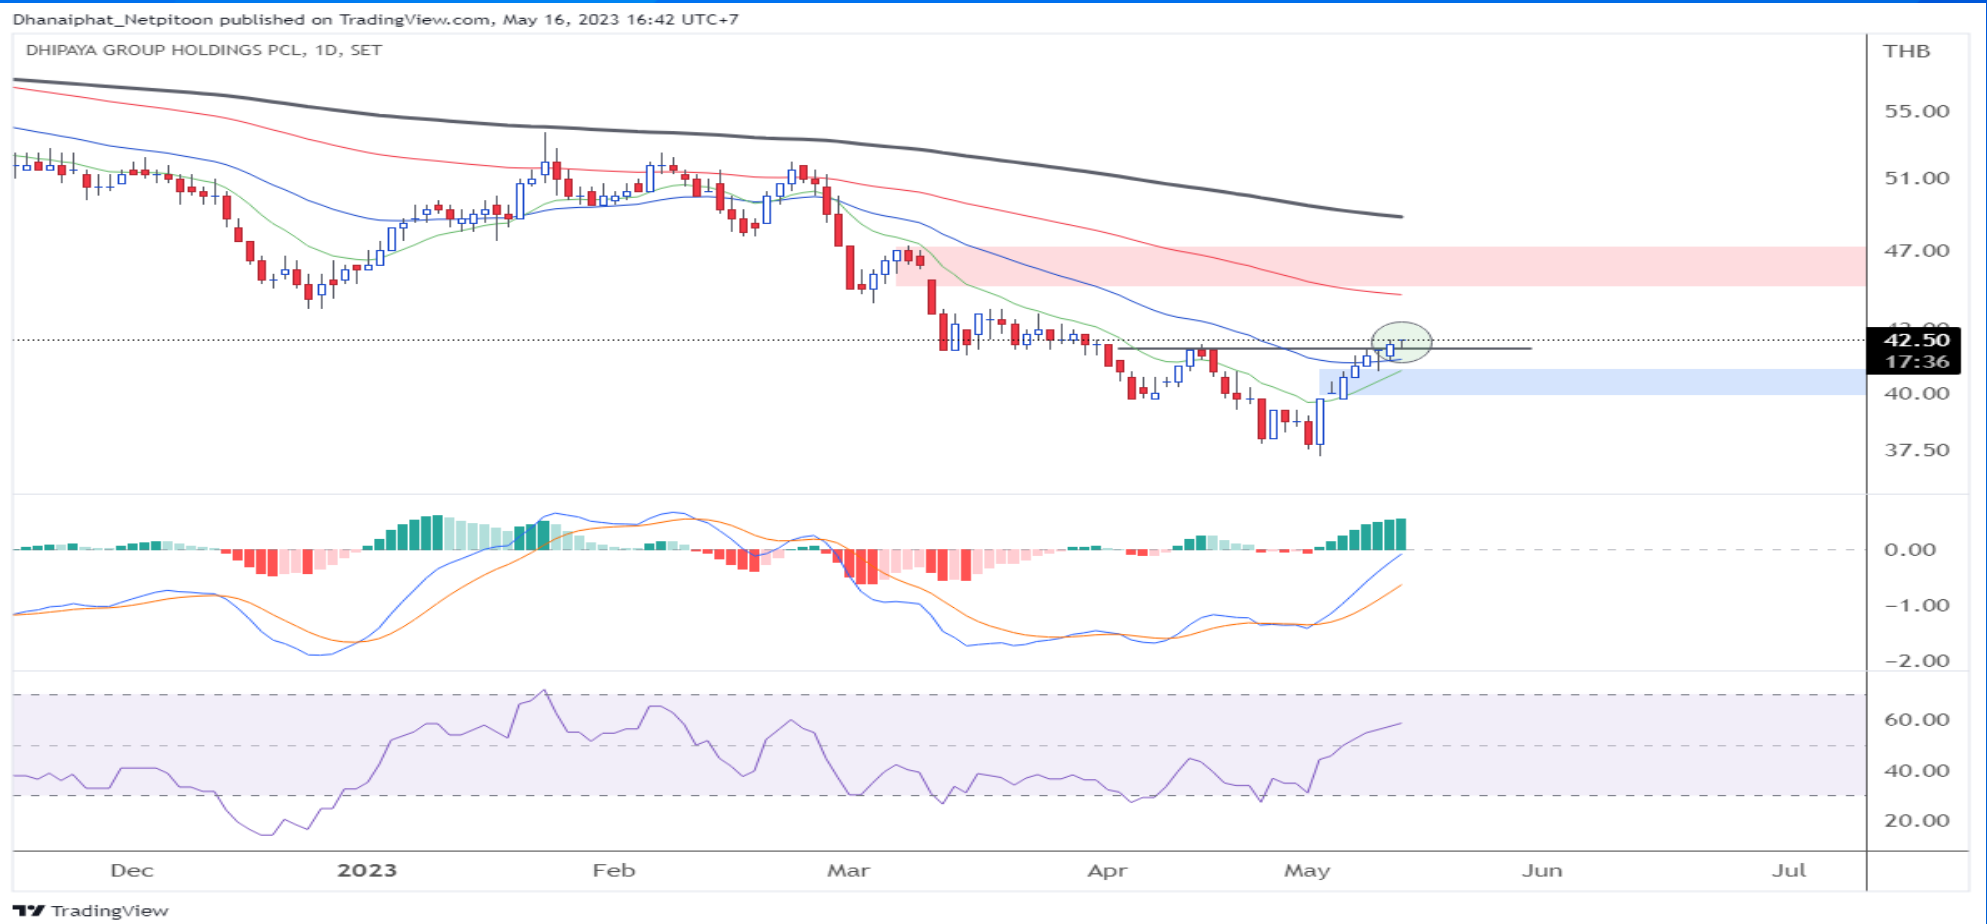 Dhanaiphat_Netpitoon published on TradingView.com, May 16, 2023 16:42 UTC+7
DHIPAYA GROUP HOLDINGS PCL, 1D, SET
THB
55.00
51.00
47.00
42.50
17:36
40.00
37.50
0.00
−1.00
−2.00
60.00
40.00
20.00
Dec 2023 Feb Mar Apr May Jun Jul
TradingView